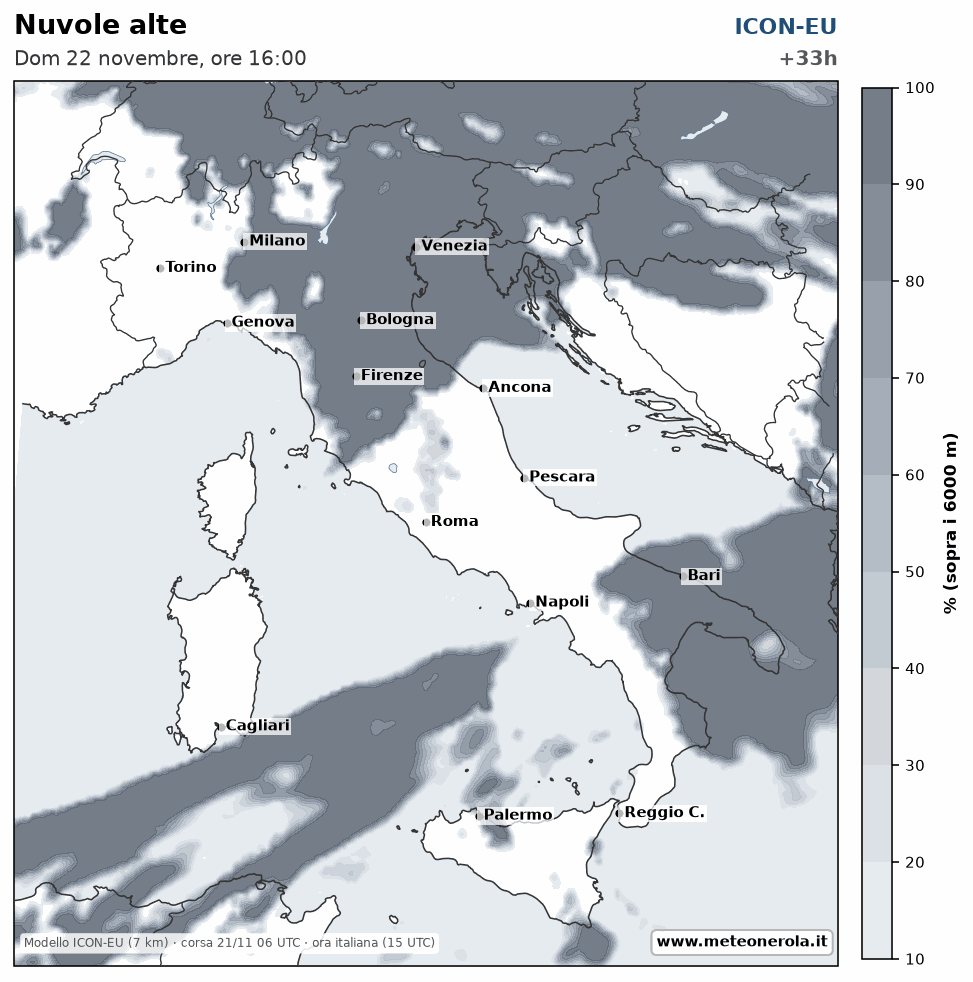 Nuvole alte
ICON-EU
Dom 22 novembre, ore 16:00
+33h
100
90
80
70
60
50
40
30
20
10
% (sopra i 6000 m)
Milano
Venezia
Torino
Genova
Bologna
Firenze
Ancona
Pescara
Roma
Bari
Napoli
Cagliari
Palermo
Reggio C.
Modello ICON-EU (7 km) · corsa 21/11 06 UTC · ora italiana (15 UTC)
www.meteonerola.it